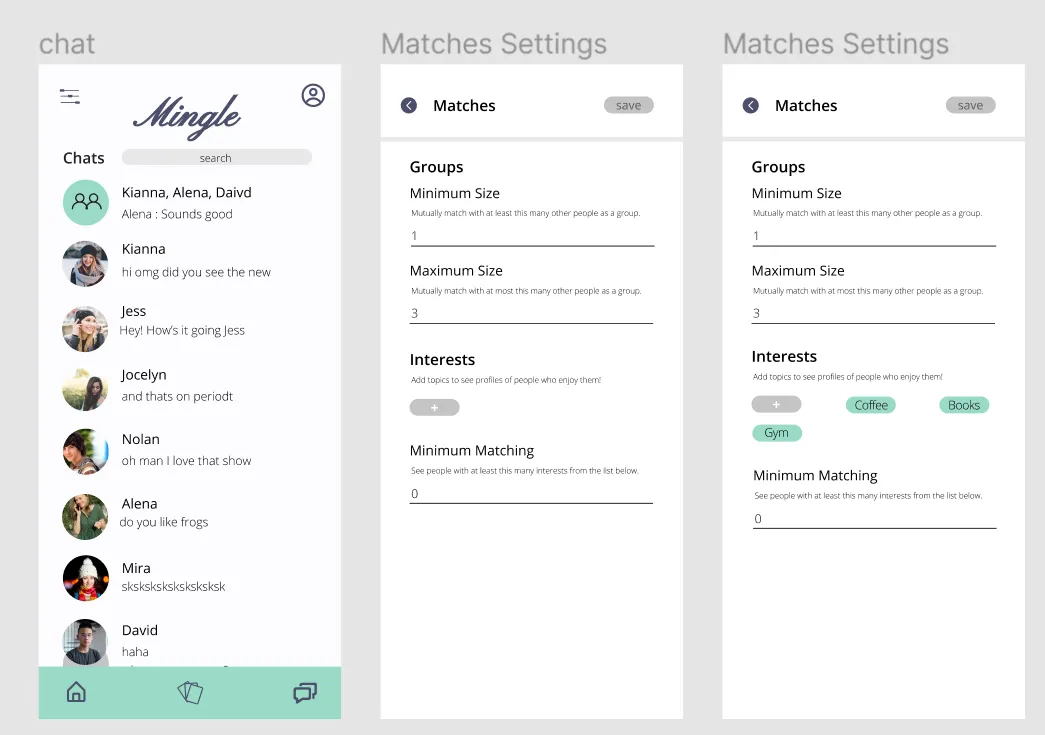 chat
Mingle
Chats
search
Kianna, Alena, Daivd
Alena : Sounds good
Kianna
hi omg did you see the new
Jess
Hey! How's it going Jess
Jocelyn
and thats on periodt
Nolan
oh man I love that show
Alena
do you like frogs
Mira
sksksksksksksksksk
David
haha
Matches Settings
Matches
save
Groups
Minimum Size
Mutually match with at least this many other people as a group.
1
Maximum Size
Mutually match with at most this many other people as a group.
3
Interests
Add topics to see profiles of people who enjoy them!
+
Minimum Matching
See people with at least this many interests from the list below.
0
Matches Settings
Matches
save
Groups
Minimum Size
Mutually match with at least this many other people as a group.
1
Maximum Size
Mutually match with at most this many other people as a group.
3
Interests
Add topics to see profiles of people who enjoy them!
+ Coffee Books
Gym
Minimum Matching
See people with at least this many interests from the list below.
0